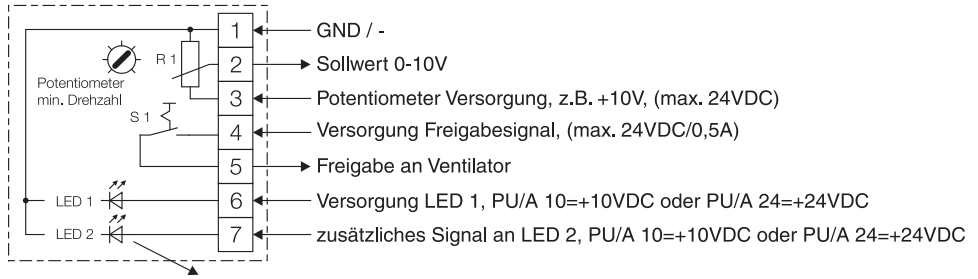 1 GND / -
R 1 2 Sollwert 0-10V
Potentiometer
min. Drehzahl
3 Potentiometer Versorgung, z.B. +10V, (max. 24VDC)
S 1 4 Versorgung Freigabesignal, (max. 24VDC/0,5A)
5 Freigabe an Ventilator
LED 1 6 Versorgung LED 1, PU/A 10=+10VDC oder PU/A 24=+24VDC
LED 2 7 zusätzliches Signal an LED 2, PU/A 10=+10VDC oder PU/A 24=+24VDC